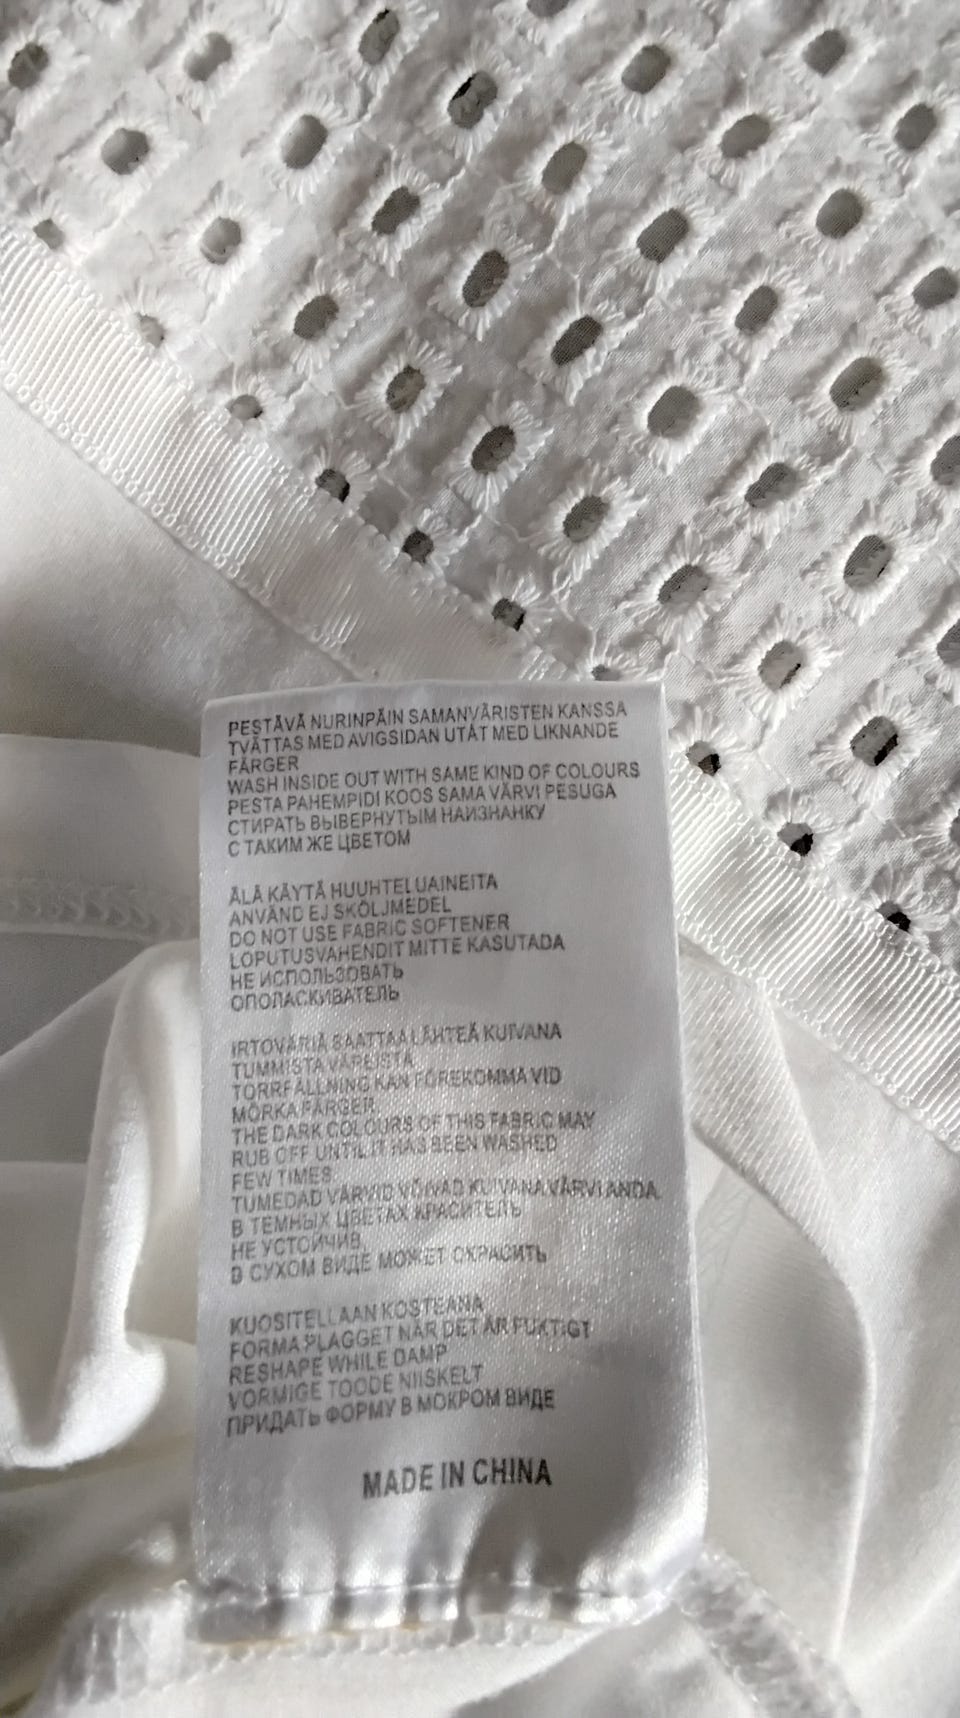 PESTÄVÄ NURINPÄIN SAMANVÄRISTEN KANSSA
TVÄTTAS MED AVIGSIDAN UTÅT MED LIKNANDE
FÄRGER
WASH INSIDE OUT WITH SAME KIND OF COLOURS
PESTA PAHEMPIDI KOOS SAMA VÄRVI PESUGA
СТИРАТЬ ВЫВЕРНУТЫМ НАИЗНАНКУ
С ТАКИМ ЖЕ ЦВЕТОМ
ÄLÄ KÄYTÄ HUUHTELUAINEITA
ANVÄND EJ SKÖLJMEDEL
DO NOT USE FABRIC SOFTENER
LOPUTUSVAHENDIT MITTE KASUTADA
НЕ ИСПОЛЬЗОВАТЬ
ОПОЛАСКИВАТЕЛЬ
IRTOVÄRIÄ SAATTAA LÄHTEÄ KUIVANA
TUMMISTA VÄREISTÄ
TORRFÄLLNING KAN FÖREKOMMA VID
MÖRKA FÄRGER
THE DARK COLOURS OF THIS FABRIC MAY
RUB OFF UNTIL IT HAS BEEN WASHED
FEW TIMES.
TUMEDAD VÄRVID VÕIVAD KUIVANA VÄRVI ANDA.
В ТЕМНЫХ ЦВЕТАХ КРАСИТЕЛЬ
НЕ УСТОЙЧИВ.
В СУХОМ ВИДЕ МОЖЕТ ОКРАСИТЬ
KUOSITELLAAN KOSTEANA
FORMA PLAGGET NÄR DET ÄR FUKTIGT
RESHAPE WHILE DAMP
VORMIGE TOODE NIISKELT
ПРИДАТЬ ФОРМУ В МОКРОМ ВИДЕ
MADE IN CHINA